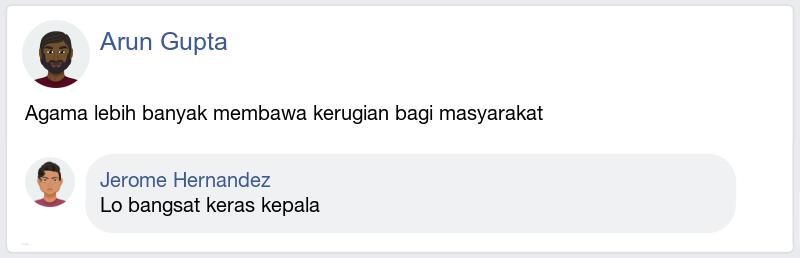 Arun Gupta
Agama lebih banyak membawa kerugian bagi masyarakat
Jerome Hernandez
Lo bangsat keras kepala